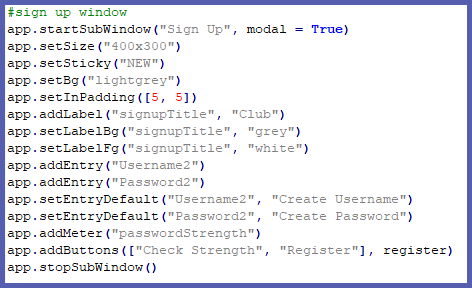 #sign up window
app.startSubWindow("Sign Up", modal = True)
app.setSize("400x300")
app.setSticky("NEW")
app.setBg("lightgrey")
app.setInPadding([5, 5])
app.addLabel("signupTitle", "Club")
app.setLabelBg("signupTitle", "grey")
app.setLabelFg("signupTitle", "white")
app.addEntry("Username2")
app.addEntry("Password2")
app.setEntryDefault("Username2", "Create Username")
app.setEntryDefault("Password2", "Create Password")
app.addMeter("passwordStrength")
app.addButtons(["Check Strength", "Register"], register)
app.stopSubWindow()